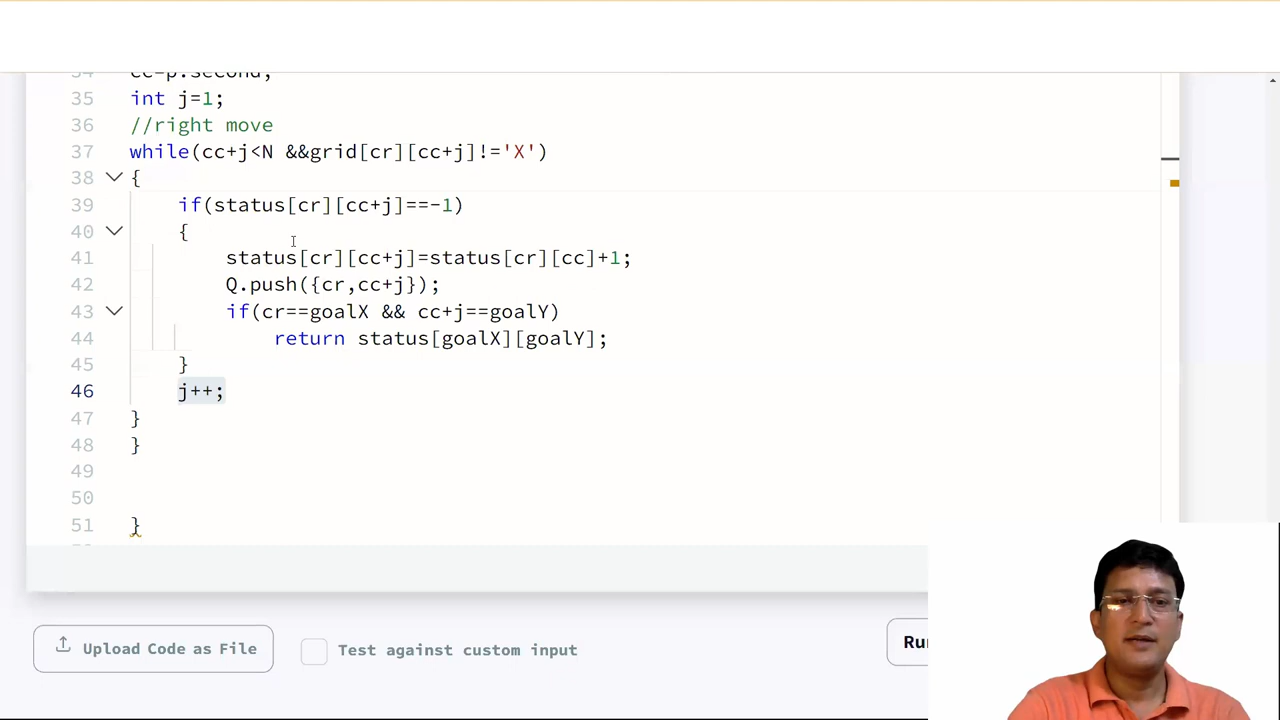 34 cc=p.second;
35 int j=1;
36 //right move
37 while(cc+j<N &&grid[cr][cc+j]!='X')
38 {
39 if(status[cr][cc+j]==-1)
40 {
41 status[cr][cc+j]=status[cr][cc]+1;
42 Q.push({cr,cc+j});
43 if(cr==goalX && cc+j==goalY)
44 return status[goalX][goalY];
45 }
46 j++;
47 }
48 }
49
50
51 }
Upload Code as File
Test against custom input